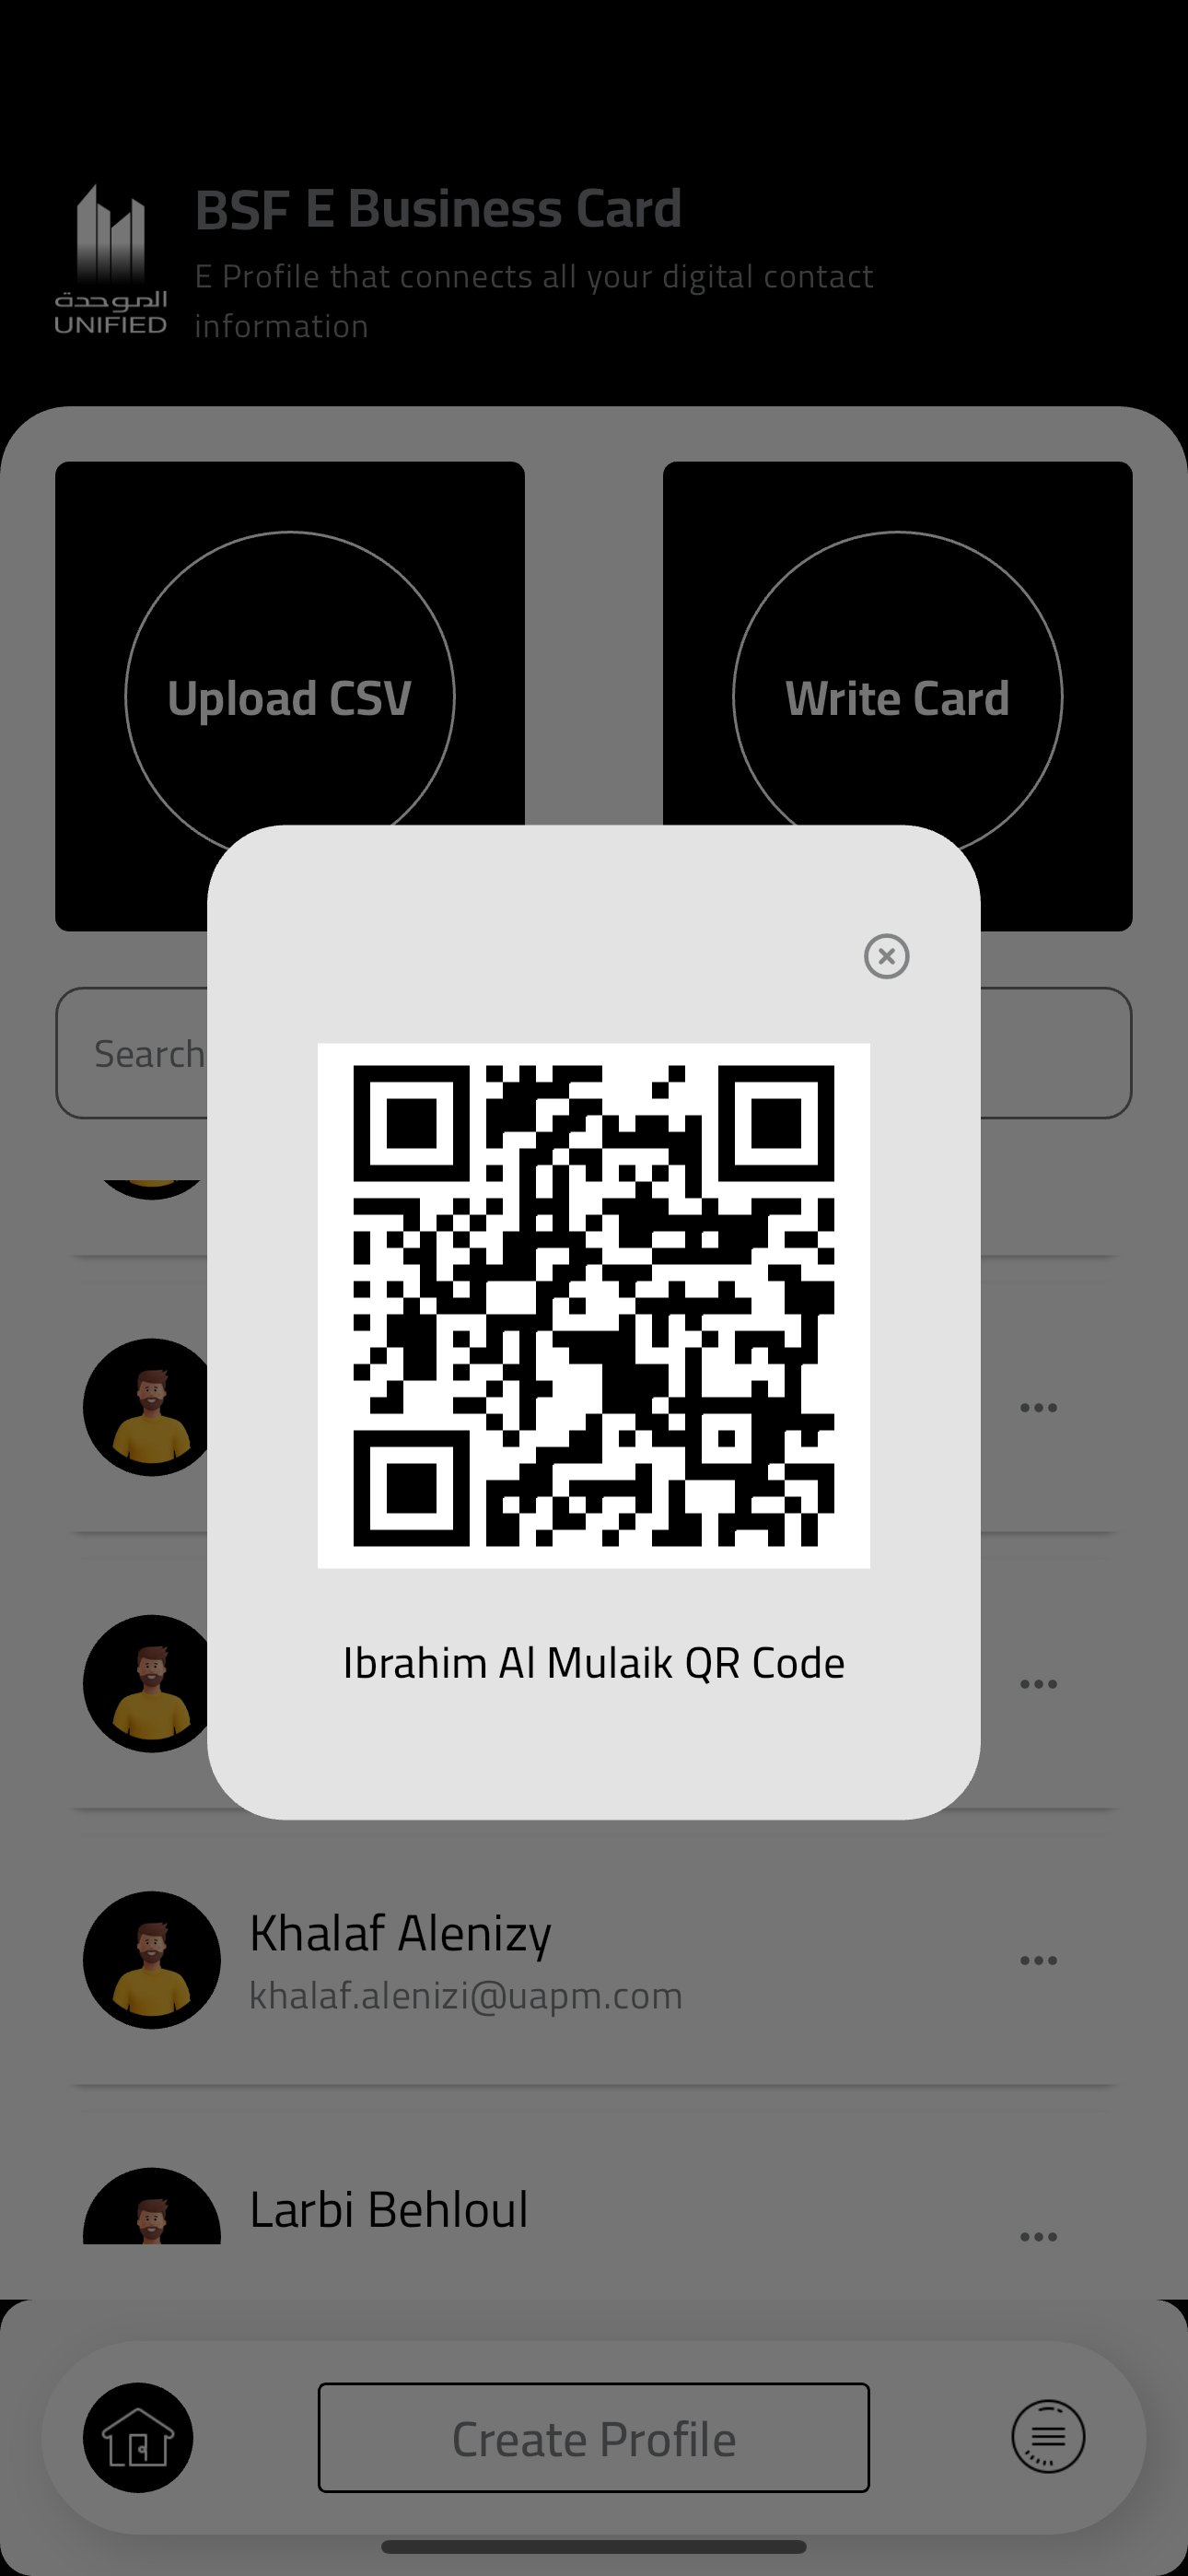 BSF E Business Card
E Profile that connects all your digital contact
information
الموحدة
UNIFIED
Upload CSV
Write Card
Search
Ibrahim Al Mulaik QR Code
Khalaf Alenizy
khalaf.alenizi@uapm.com
Larbi Behloul
Create Profile